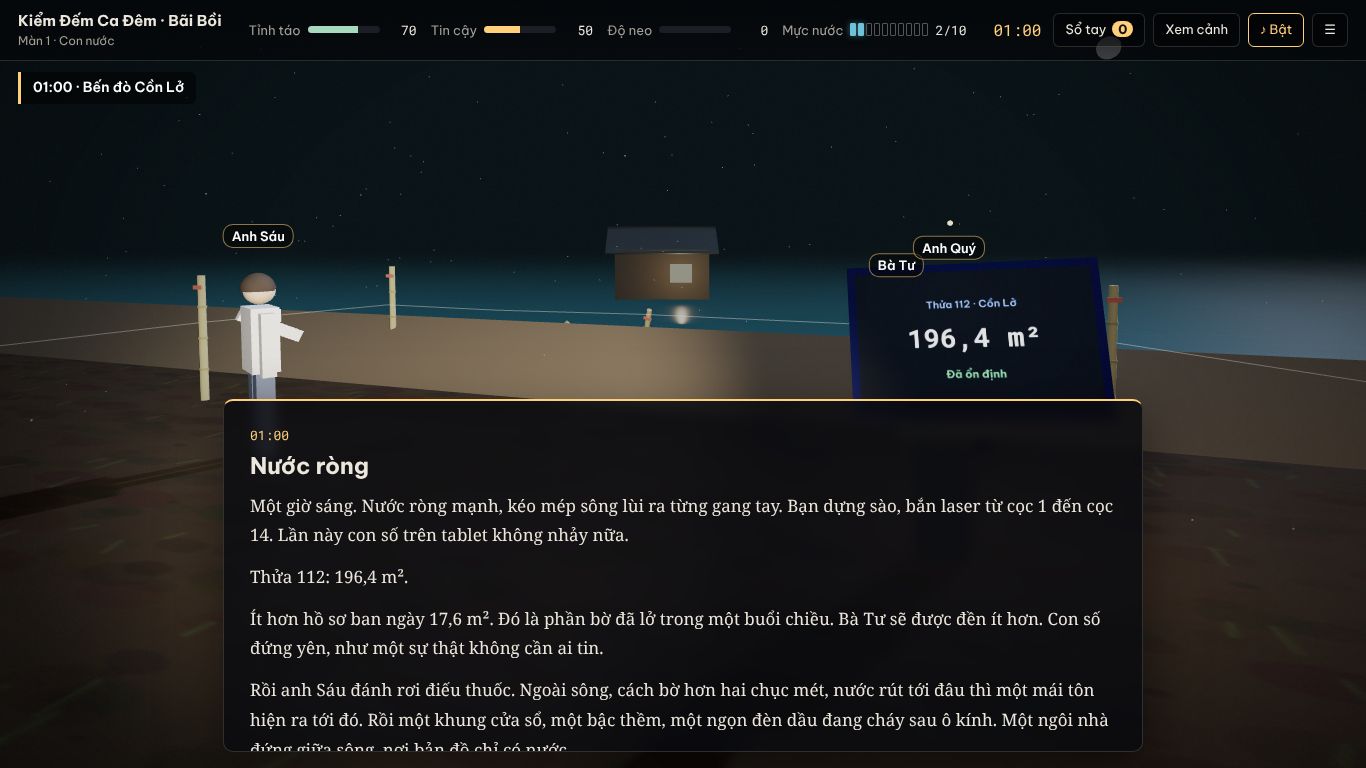 Kiểm Đếm Ca Đêm · Bãi Bồi
Màn 1 · Con nước
Tỉnh táo 70 Tin cậy 50 Độ neo 0 Mực nước 2/10 01:00 Sổ tay 0 Xem cảnh ♪ Bật ☰
01:00 · Bến đò Cồn Lở
Anh Sáu
Anh Quý
Bà Tư
Thửa 112 · Cồn Lở
196,4 m²
Đã ổn định
01:00
Nước ròng
Một giờ sáng. Nước ròng mạnh, kéo mép sông lùi ra từng gang tay. Bạn dựng sào, bắn laser từ cọc 1 đến cọc
14. Lần này con số trên tablet không nhảy nữa.
Thửa 112: 196,4 m².
Ít hơn hồ sơ ban ngày 17,6 m². Đó là phần bờ đã lở trong một buổi chiều. Bà Tư sẽ được đền ít hơn. Con số
đứng yên, như một sự thật không cần ai tin.
Rồi anh Sáu đánh rơi điếu thuốc. Ngoài sông, cách bờ hơn hai chục mét, nước rút tới đâu thì một mái tôn
hiện ra tới đó. Rồi một khung cửa sổ, một bậc thềm, một ngọn đèn dầu đang cháy sau ô kính. Một ngôi nhà
đứng giữa sông, nơi bản đồ chỉ có nước.